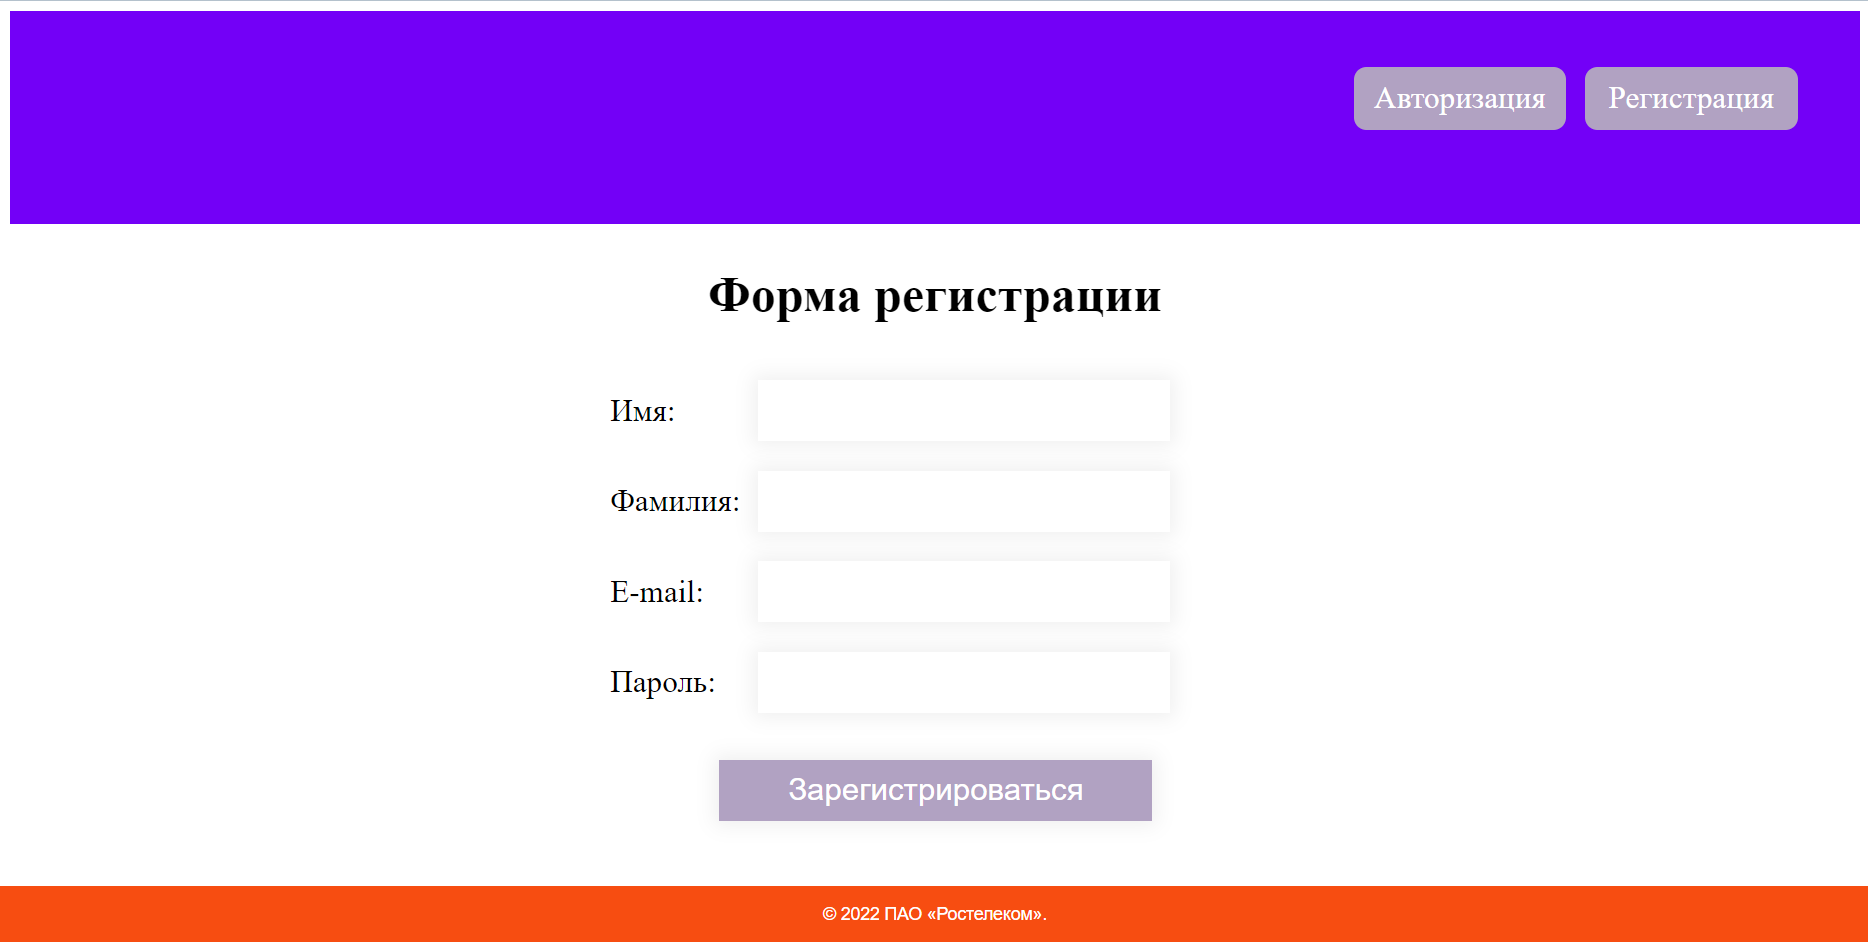 Авторизация Регистрация
Форма регистрации
Имя:
Фамилия:
E-mail:
Пароль:
Зарегистрироваться
© 2022 ПАО «Ростелеком».